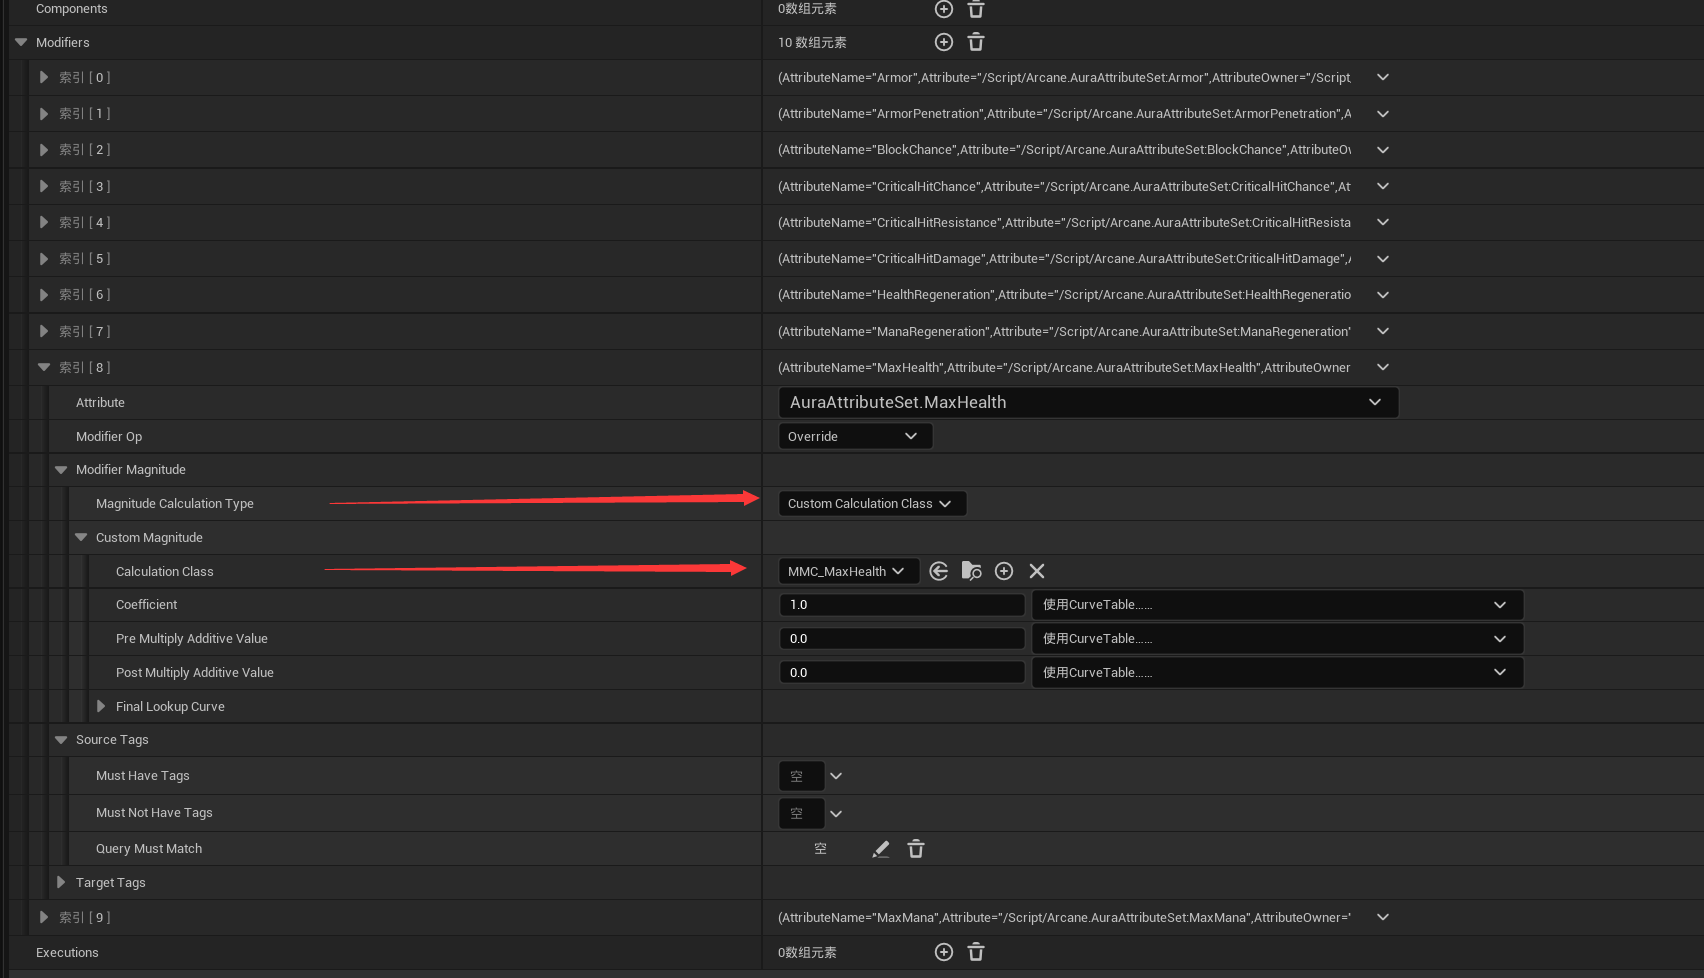 Components 0数组元素
Modifiers 10 数组元素
索引 [ 0 ] (AttributeName="Armor",Attribute="/Script/Arcane.AuraAttributeSet:Armor",AttributeOwner="/Script,
索引 [ 1 ] (AttributeName="ArmorPenetration",Attribute="/Script/Arcane.AuraAttributeSet:ArmorPenetration",A
索引 [ 2 ] (AttributeName="BlockChance",Attribute="/Script/Arcane.AuraAttributeSet:BlockChance",AttributeO
索引 [ 3 ] (AttributeName="CriticalHitChance",Attribute="/Script/Arcane.AuraAttributeSet:CriticalHitChance",At
索引 [ 4 ] (AttributeName="CriticalHitResistance",Attribute="/Script/Arcane.AuraAttributeSet:CriticalHitResista
索引 [ 5 ] (AttributeName="CriticalHitDamage",Attribute="/Script/Arcane.AuraAttributeSet:CriticalHitDamage",
索引 [ 6 ] (AttributeName="HealthRegeneration",Attribute="/Script/Arcane.AuraAttributeSet:HealthRegeneratio
索引 [ 7 ] (AttributeName="ManaRegeneration",Attribute="/Script/Arcane.AuraAttributeSet:ManaRegeneration"
索引 [ 8 ] (AttributeName="MaxHealth",Attribute="/Script/Arcane.AuraAttributeSet:MaxHealth",AttributeOwner
Attribute AuraAttributeSet.MaxHealth
Modifier Op Override
Modifier Magnitude
Magnitude Calculation Type Custom Calculation Class
Custom Magnitude
Calculation Class MMC_MaxHealth
Coefficient 1.0 使用CurveTable……
Pre Multiply Additive Value 0.0 使用CurveTable……
Post Multiply Additive Value 0.0 使用CurveTable……
Final Lookup Curve
Source Tags
Must Have Tags 空
Must Not Have Tags 空
Query Must Match 空
Target Tags
索引 [ 9 ] (AttributeName="MaxMana",Attribute="/Script/Arcane.AuraAttributeSet:MaxMana",AttributeOwner="
Executions 0数组元素